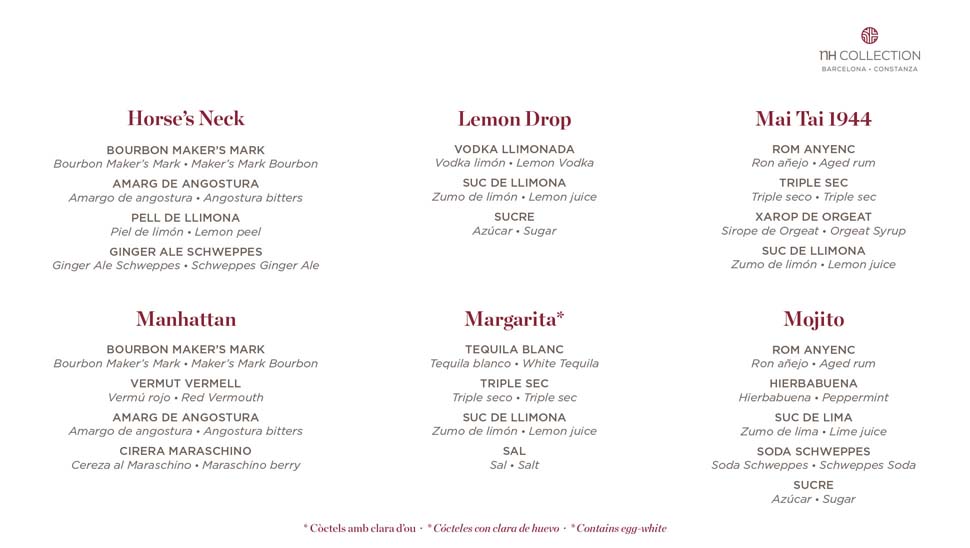 NH COLLECTION
BARCELONA • CONSTANZA
Horse's Neck
BOURBON MAKER'S MARK
Bourbon Maker's Mark • Maker's Mark Bourbon
AMARG DE ANGOSTURA
Amargo de angostura • Angostura bitters
PELL DE LLIMONA
Piel de limón • Lemon peel
GINGER ALE SCHWEPPES
Ginger Ale Schweppes • Schweppes Ginger Ale
Lemon Drop
VODKA LLIMONADA
Vodka limón • Lemon Vodka
SUC DE LLIMONA
Zumo de limón • Lemon juice
SUCRE
Azúcar • Sugar
Mai Tai 1944
ROM ANYENC
Ron añejo • Aged rum
TRIPLE SEC
Triple seco • Triple sec
XAROP DE ORGEAT
Sirope de Orgeat • Orgeat Syrup
SUC DE LLIMONA
Zumo de limón • Lemon juice
Manhattan
BOURBON MAKER'S MARK
Bourbon Maker's Mark • Maker's Mark Bourbon
VERMUT VERMELL
Vermú rojo • Red Vermouth
AMARG DE ANGOSTURA
Amargo de angostura • Angostura bitters
CIRERA MARASCHINO
Cereza al Maraschino • Maraschino berry
Margarita*
TEQUILA BLANC
Tequila blanco • White Tequila
TRIPLE SEC
Triple seco • Triple sec
SUC DE LLIMONA
Zumo de limón • Lemon juice
SAL
Sal • Salt
Mojito
ROM ANYENC
Ron añejo • Aged rum
HIERBABUENA
Hierbabuena • Peppermint
SUC DE LIMA
Zumo de lima • Lime juice
SODA SCHWEPPES
Soda Schweppes • Schweppes Soda
SUCRE
Azúcar • Sugar
* Còctels amb clara d'ou · * Cócteles con clara de huevo · * Contains egg-white